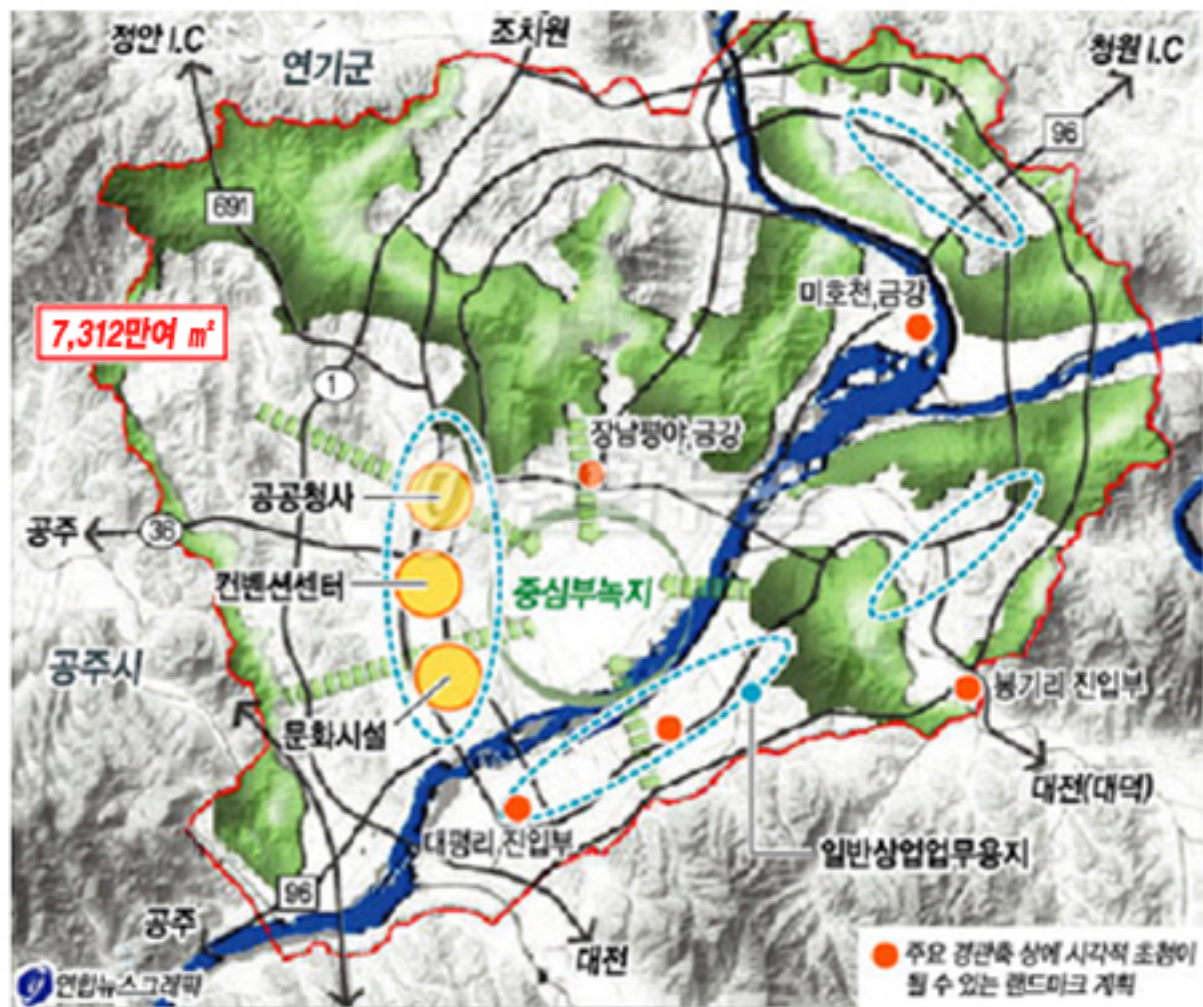 정안 I.C
조치원
연기군
청원 I.C
96
691
미호천,금강
7,312만여 ㎡
1
장남평야,금강
공공청사
공주
36
컨벤션센터
중심부녹지
공주시
봉기리 진입부
문화시설
대전(대덕)
대평리,진입부
일반상업업무용지
96
공주
대전
주요 경관축 상에 시각적 초점이
될 수 있는 랜드마크 계획
연합뉴스그래픽